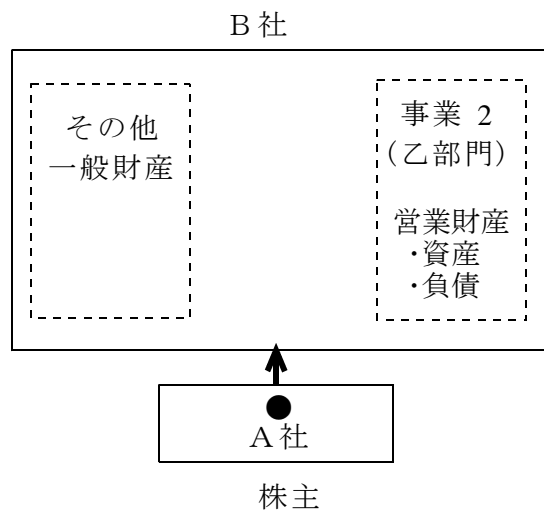 B社
その他
一般財産
事業 2
(乙部門)
営業財産
・資産
・負債
A社
株主